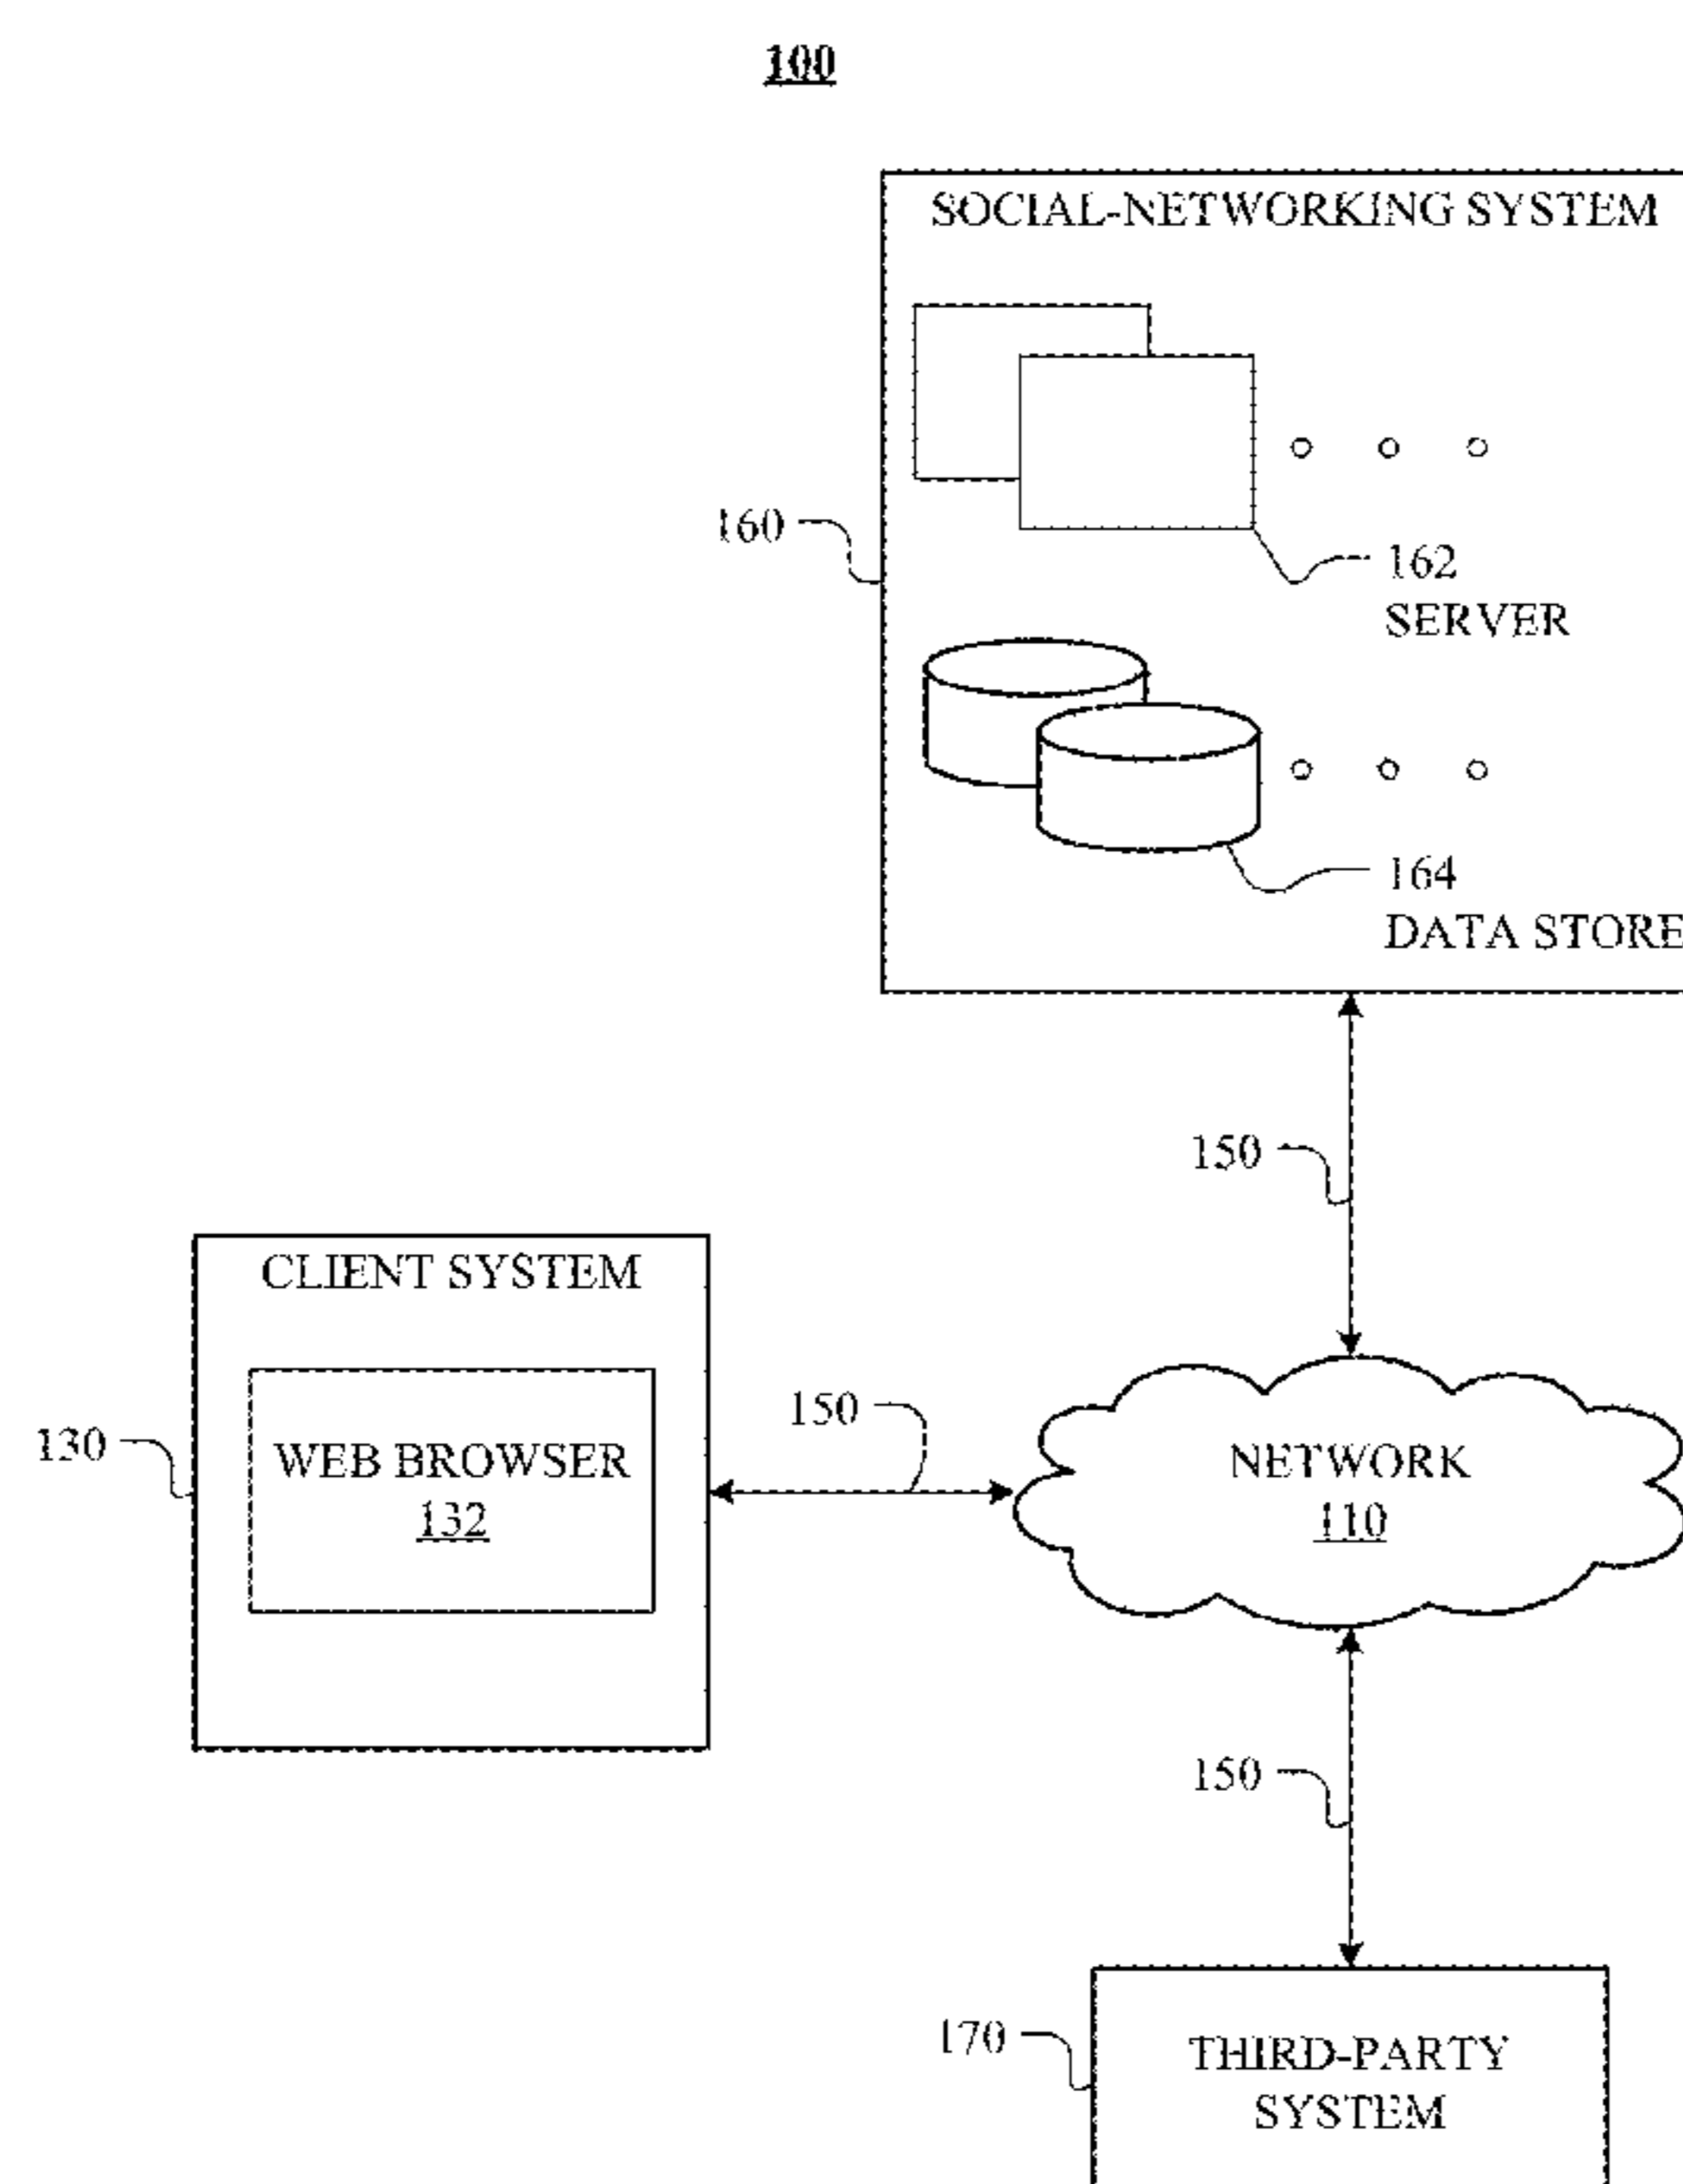 100
SOCIAL-NETWORKING SYSTEM
160
162
SERVER
164
DATA STORE
150
CLIENT SYSTEM
130
WEB BROWSER
132
150
NETWORK
110
150
170
THIRD-PARTY
SYSTEM